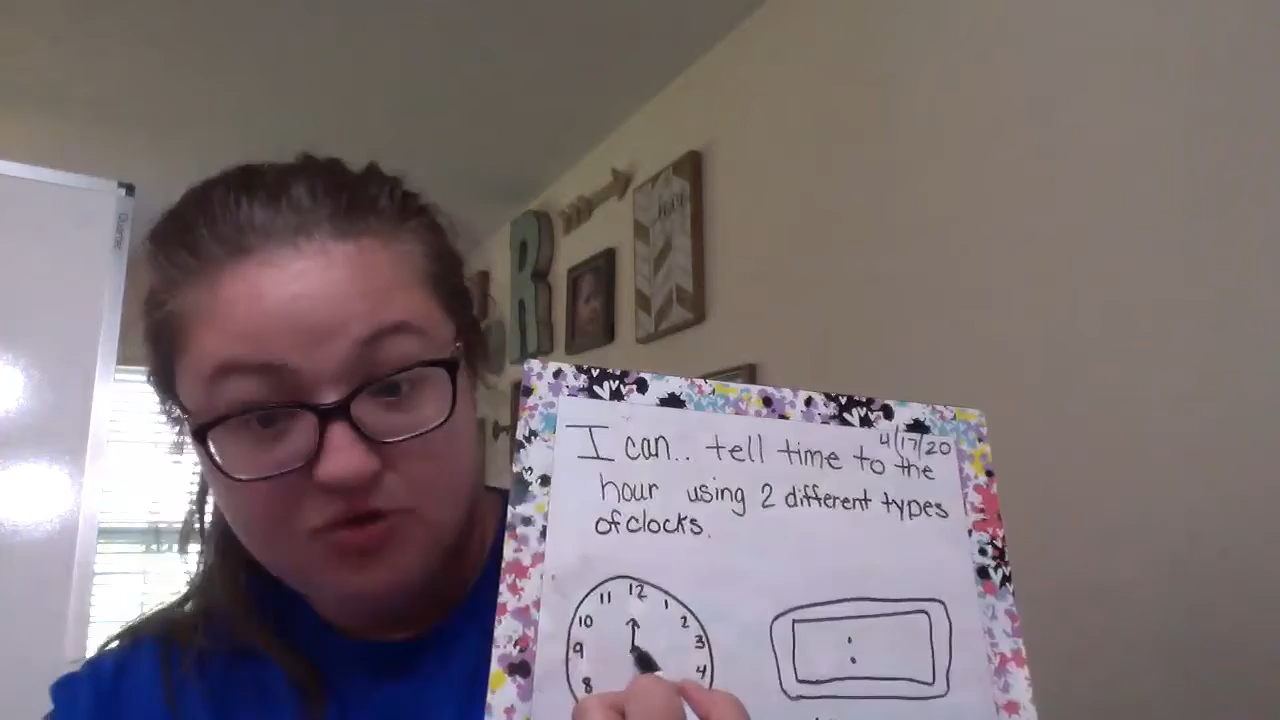 Quartet
R
4/17/20
I can.. tell time to the
hour using 2 different types
of clocks.
12
11
1
10
2
9
3
8
4
: